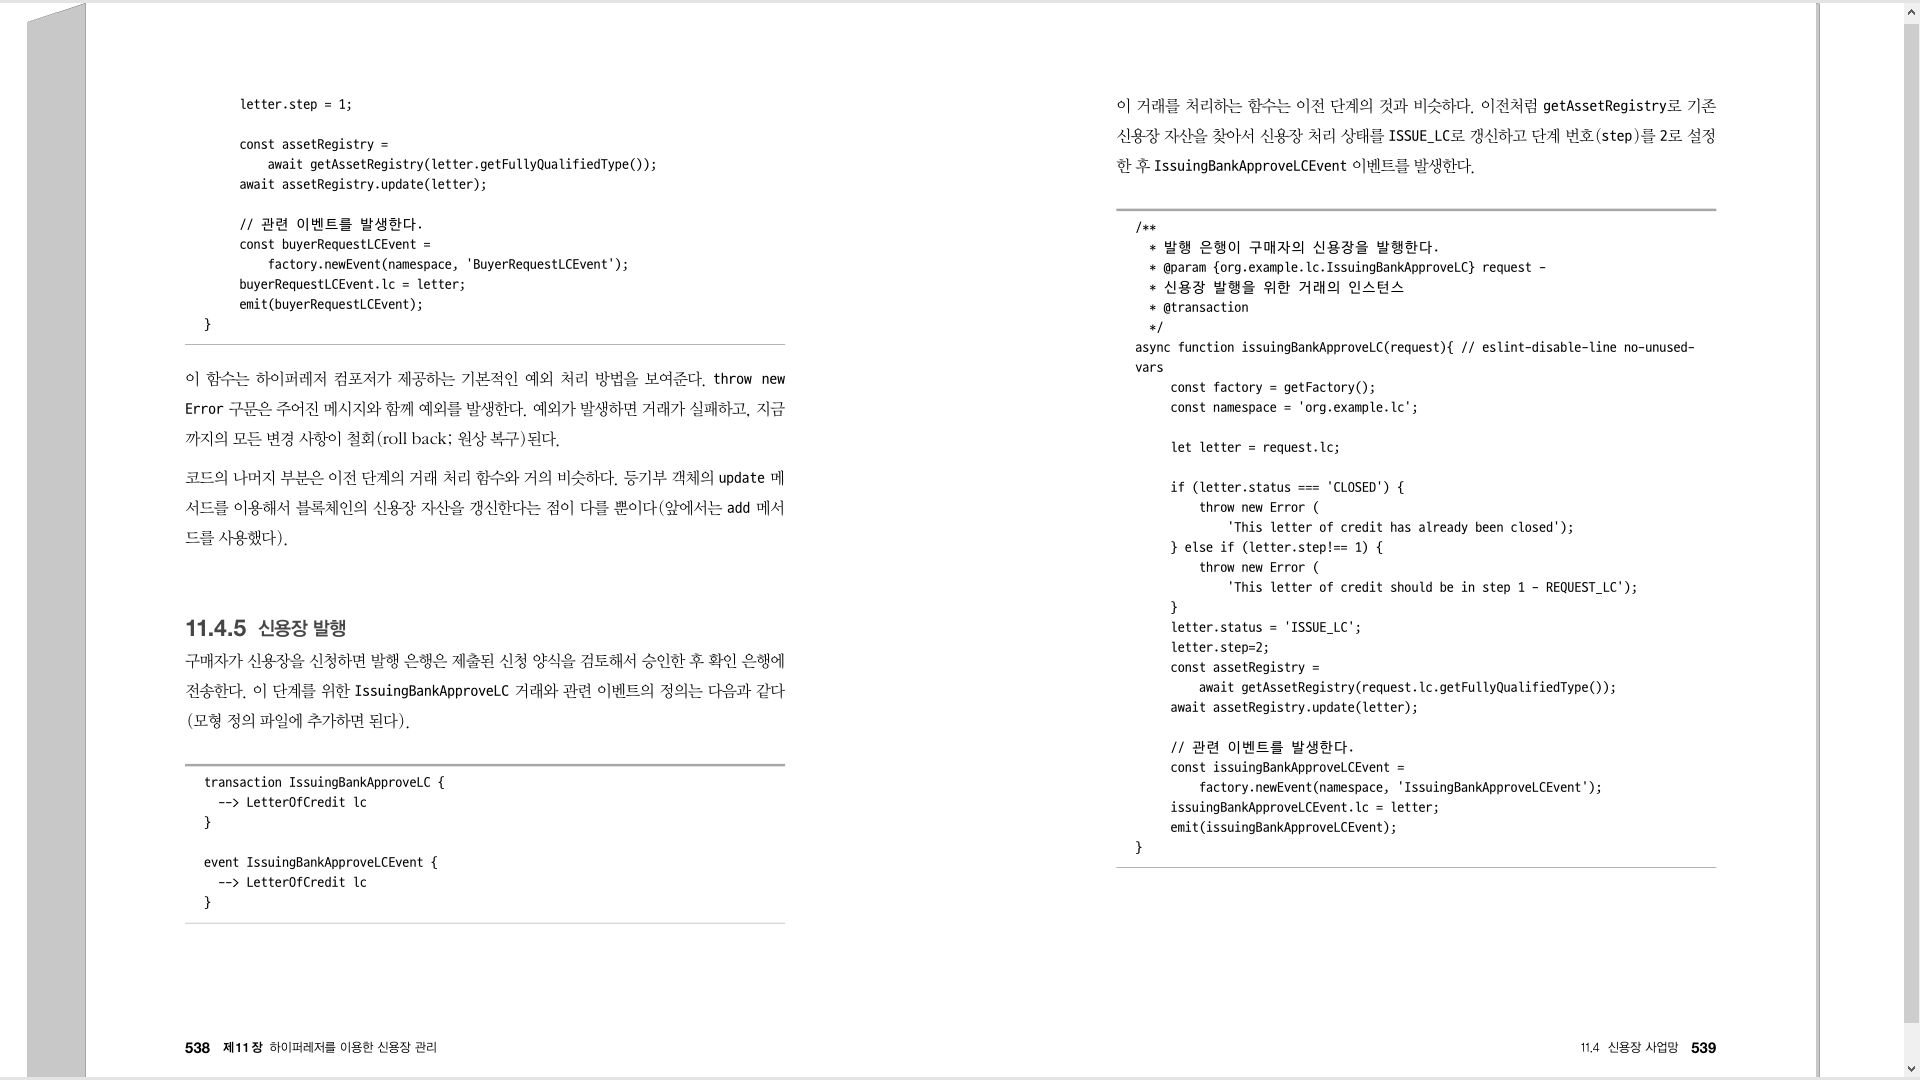 letter.step = 1;
const assetRegistry =
await getAssetRegistry(letter.getFullyQualifiedType());
await assetRegistry.update(letter);
// 관련 이벤트를 발생한다.
const buyerRequestLCEvent =
factory.newEvent(namespace, 'BuyerRequestLCEvent');
buyerRequestLCEvent.lc = letter;
emit(buyerRequestLCEvent);
}
이 함수는 하이퍼레저 컴포저가 제공하는 기본적인 예외 처리 방법을 보여준다. throw new
Error 구문은 주어진 메시지와 함께 예외를 발생한다. 예외가 발생하면 거래가 실패하고, 지금
까지의 모든 변경 사항이 철회(roll back; 원상 복구)된다.
코드의 나머지 부분은 이전 단계의 거래 처리 함수와 거의 비슷하다. 등기부 객체의 update 메
서드를 이용해서 블록체인의 신용장 자산을 갱신한다는 점이 다를 뿐이다(앞에서는 add 메서
드를 사용했다).
11.4.5 신용장 발행
구매자가 신용장을 신청하면 발행 은행은 제출된 신청 양식을 검토해서 승인한 후 확인 은행에
전송한다. 이 단계를 위한 IssuingBankApproveLC 거래와 관련 이벤트의 정의는 다음과 같다
(모형 정의 파일에 추가하면 된다).
transaction IssuingBankApproveLC {
--> LetterOfCredit lc
}
event IssuingBankApproveLCEvent {
--> LetterOfCredit lc
}
538 제11장 하이퍼레저를 이용한 신용장 관리
이 거래를 처리하는 함수는 이전 단계의 것과 비슷하다. 이전처럼 getAssetRegistry로 기존
신용장 자산을 찾아서 신용장 처리 상태를 ISSUE_LC로 갱신하고 단계 번호(step)를 2로 설정
한 후 IssuingBankApproveLCEvent 이벤트를 발생한다.
/**
* 발행 은행이 구매자의 신용장을 발행한다.
* @param {org.example.lc.IssuingBankApproveLC} request -
* 신용장 발행을 위한 거래의 인스턴스
* @transaction
*/
async function issuingBankApproveLC(request){ // eslint-disable-line no-unused-
vars
const factory = getFactory();
const namespace = 'org.example.lc';
let letter = request.lc;
if (letter.status === 'CLOSED') {
throw new Error (
'This letter of credit has already been closed');
} else if (letter.step!== 1) {
throw new Error (
'This letter of credit should be in step 1 - REQUEST_LC');
}
letter.status = 'ISSUE_LC';
letter.step=2;
const assetRegistry =
await getAssetRegistry(request.lc.getFullyQualifiedType());
await assetRegistry.update(letter);
// 관련 이벤트를 발생한다.
const issuingBankApproveLCEvent =
factory.newEvent(namespace, 'IssuingBankApproveLCEvent');
issuingBankApproveLCEvent.lc = letter;
emit(issuingBankApproveLCEvent);
}
11.4 신용장 사업망 539